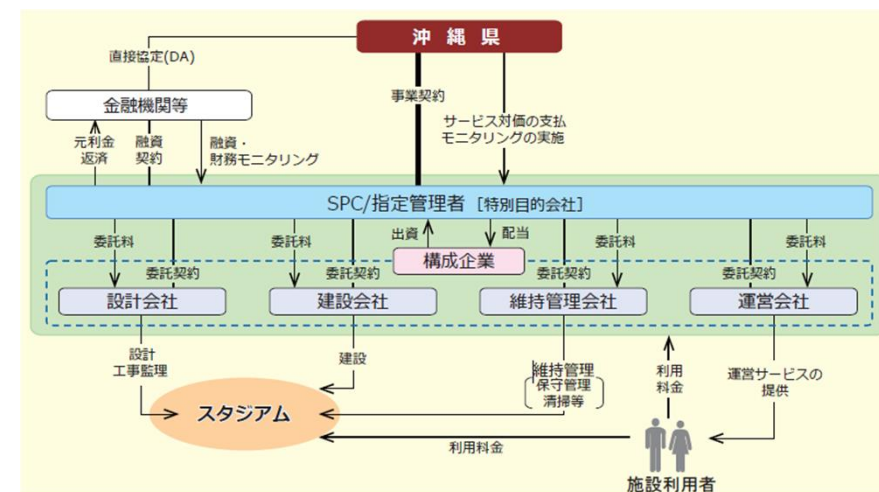 沖縄県
直接協定(DA)
金融機関等
事業契約
サービス対価の支払
モニタリングの実施
元利金
返済
融資
契約
融資・
財務モニタリング
SPC/指定管理者 [特別目的会社]
委託料
委託契約
委託料
委託契約
出資
配当
構成企業
委託契約
委託料
委託契約
委託料
設計会社
建設会社
維持管理会社
運営会社
設計
工事監理
建設
維持管理
保守管理
清掃等
利用
料金
運営サービスの
提供
スタジアム
利用料金
施設利用者